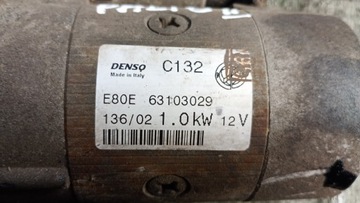 DENSO C132
Made in Italy
E80E 63103029
136/02 1.0kW 12V